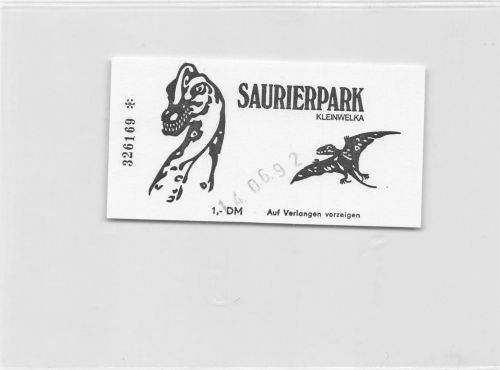 SAURIERPARK
KLEINWELKA
326169 *
14.06.92
1,- DM Auf Verlangen vorzeigen